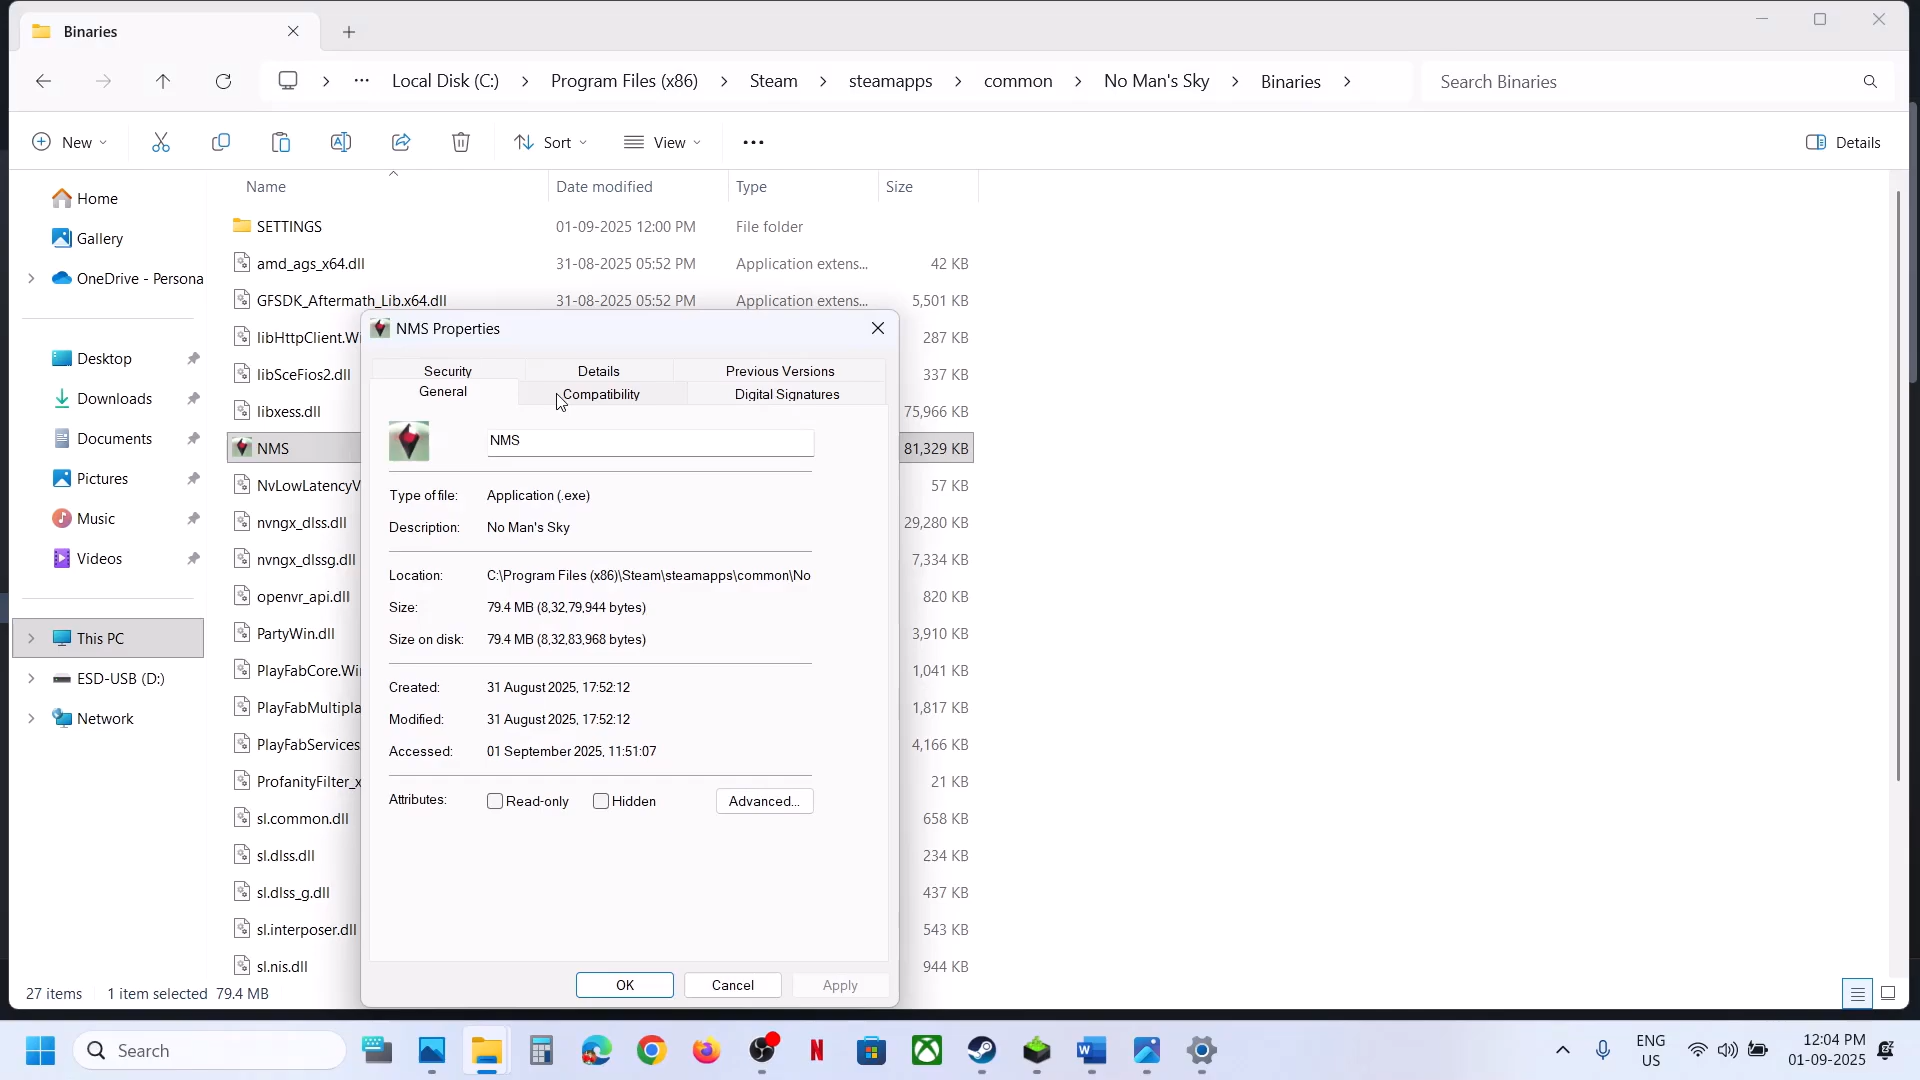 Binaries
Local Disk (C:) > Program Files (x86) > Steam > steamapps > common > No Man's Sky > Binaries >
Search Binaries
New
Sort
View
Details
Name
Date modified
Type
Size
Home
Gallery
OneDrive - Persona
Desktop
Downloads
Documents
Pictures
Music
Videos
This PC
ESD-USB (D:)
Network
SETTINGS 01-09-2025 12:00 PM File folder
amd_ags_x64.dll 31-08-2025 05:52 PM Application extens... 42 KB
GFSDK_Aftermath_Lib.x64.dll 31-08-2025 05:52 PM Application extens... 5,501 KB
libHttpClient.Wi 287 KB
libSceFios2.dll 337 KB
libxess.dll 75,966 KB
NMS 81,329 KB
NvLowLatencyV 57 KB
nvngx_dlss.dll 29,280 KB
nvngx_dlssg.dll 7,334 KB
openvr_api.dll 820 KB
PartyWin.dll 3,910 KB
PlayFabCore.Wi 1,041 KB
PlayFabMultipla 1,817 KB
PlayFabServices 4,166 KB
ProfanityFilter_x 21 KB
sl.common.dll 658 KB
sl.dlss.dll 234 KB
sl.dlss_g.dll 437 KB
sl.interposer.dll 543 KB
sl.nis.dll 944 KB
NMS Properties
Security
Details
Previous Versions
General
Compatibility
Digital Signatures
NMS
Type of file: Application (.exe)
Description: No Man's Sky
Location: C:\Program Files (x86)\Steam\steamapps\common\No
Size: 79.4 MB (8,32,79,944 bytes)
Size on disk: 79.4 MB (8,32,83,968 bytes)
Created: 31 August 2025, 17:52:12
Modified: 31 August 2025, 17:52:12
Accessed: 01 September 2025, 11:51:07
Attributes: Read-only Hidden Advanced...
OK
Cancel
Apply
27 items 1 item selected 79.4 MB
Search
ENG
US
12:04 PM
01-09-2025